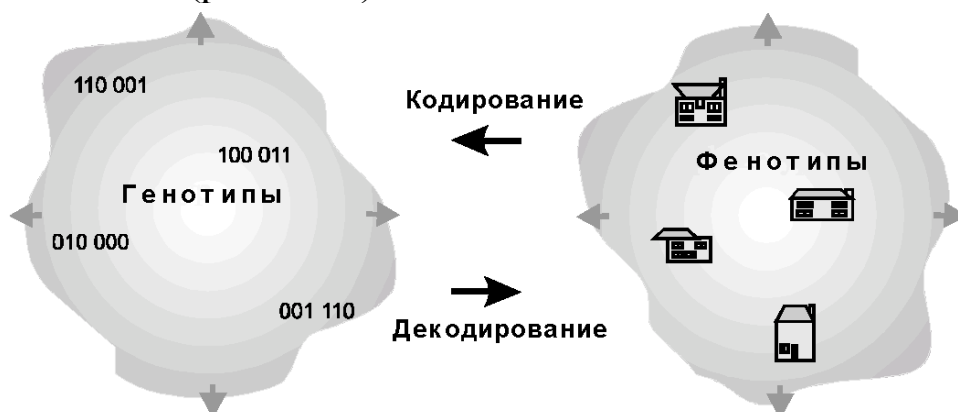 110 001
Кодирование
100 011
Фенотипы
Генотипы
010 000
001 110
Декодирование